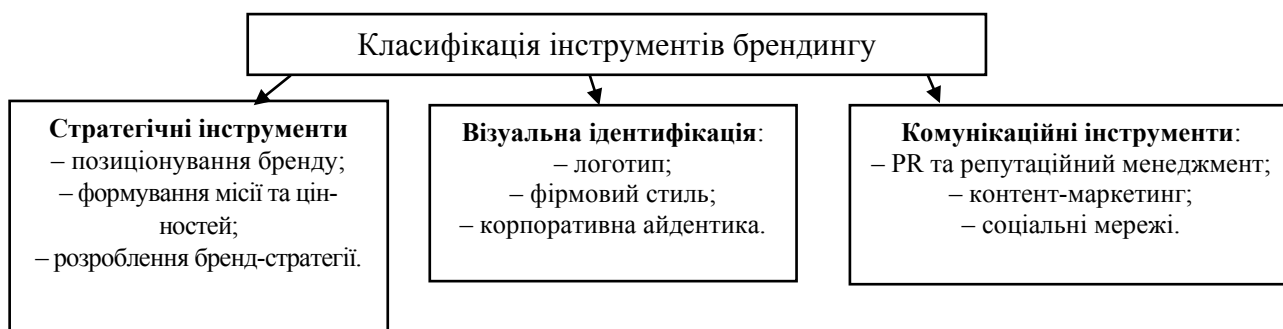 Класифікація інструментів брендингу
Стратегічні інструменти
– позиціонування бренду;
– формування місії та цін-
ностей;
– розроблення бренд-стратегії.
Візуальна ідентифікація:
– логотип;
– фірмовий стиль;
– корпоративна айдентика.
Комунікаційні інструменти:
– PR та репутаційний менеджмент;
– контент-маркетинг;
– соціальні мережі.